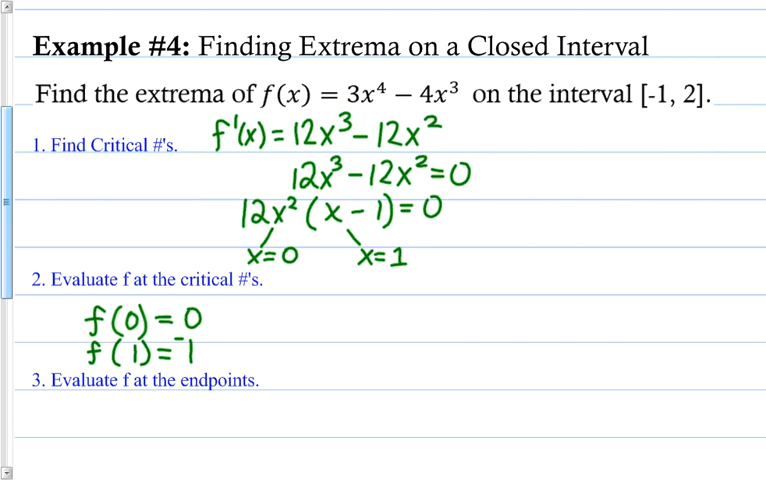 Example #4: Finding Extrema on a Closed Interval
Find the extrema of f(x) = 3x⁴ − 4x³ on the interval [-1, 2].
1. Find Critical #'s. f'(x) = 12x³ − 12x²
12x³ − 12x² = 0
12x² (x − 1) = 0
x = 0 x = 1
2. Evaluate f at the critical #'s.
f(0) = 0
f(1) = ⁻1
3. Evaluate f at the endpoints.